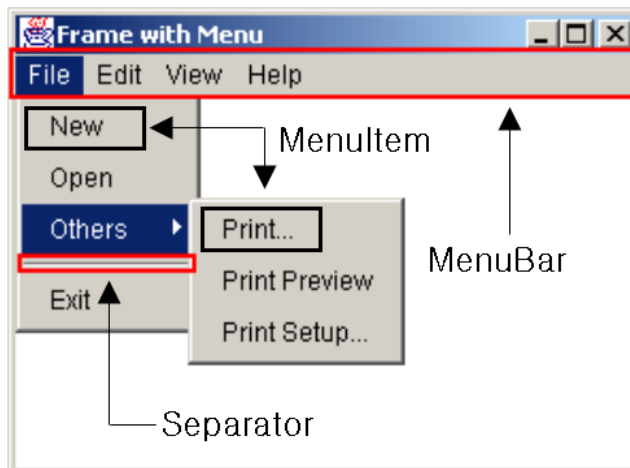 Frame with Menu
File Edit View Help
New
MenuItem
Open
Others
Print...
MenuBar
Print Preview
Exit
Print Setup...
Separator